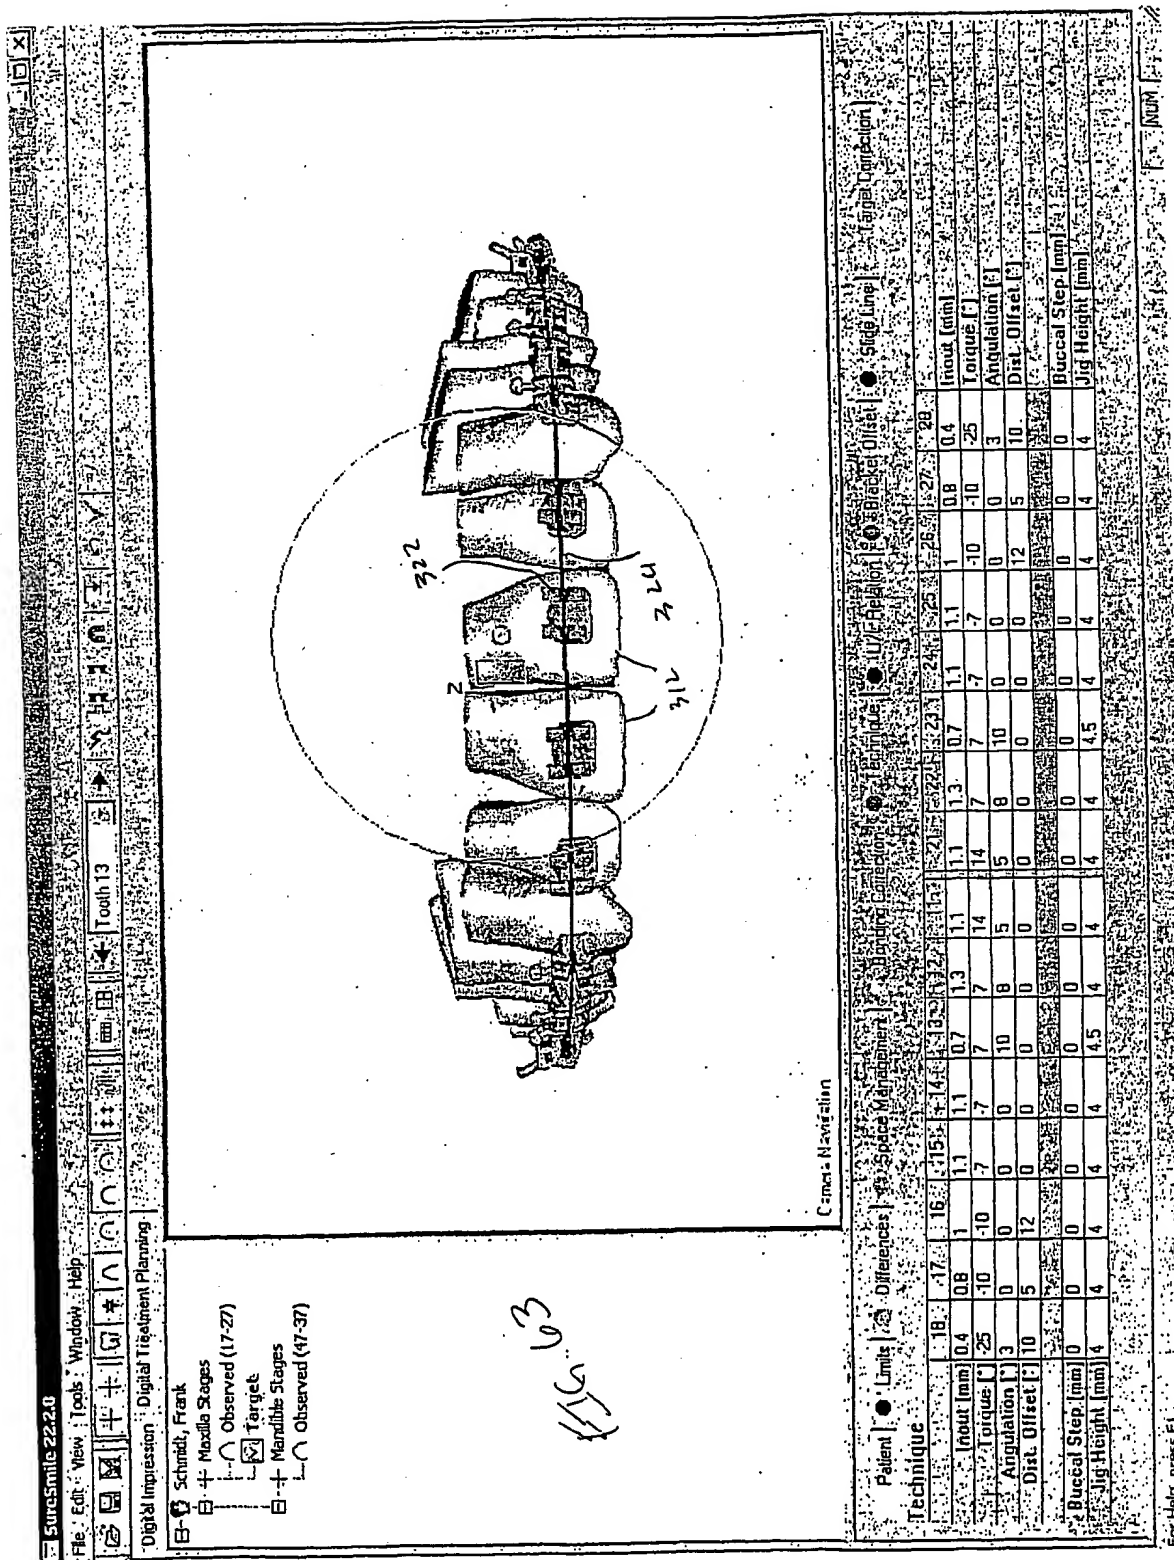 SureSmile 22.2.0
File Edit View Tools Window Help
Tooth 13
Digital Impression Digital Treatment Planning
Schmidt, Frank
Maxilla Stages
Observed (17-27)
Target
Mandible Stages
Observed (47-37)
FIG. 63
322
324
312
Z
Camera Navigation
Patient Limits Differences Space Management Bonding Correction Technique U/L Relation Bracket Offset Slide Line Target Correction
Technique
18 17 16 15 14 13 12 11 21 22 23 24 25 26 27 28
Inout [mm] 0.4 0.8 1 1.1 1.1 0.7 1.3 1.1 1.1 1.3 0.7 1.1 1.1 1 0.8 0.4 Inout [mm]
Torque [°] -25 -10 -10 -7 -7 7 7 14 14 7 7 -7 -7 -10 -10 -25 Torque [°]
Angulation [°] 3 0 0 0 0 10 8 5 5 8 10 0 0 0 0 3 Angulation [°]
Dist. Offset [°] 10 5 12 0 0 0 0 0 0 0 0 0 0 12 5 10 Dist. Offset [°]
Buccal Step [mm] 0 0 0 0 0 0 0 0 0 0 0 0 0 0 0 0 Buccal Step [mm]
Jig Height [mm] 4 4 4 4 4 4.5 4 4 4 4 4.5 4 4 4 4 4 Jig Height [mm]
NUM